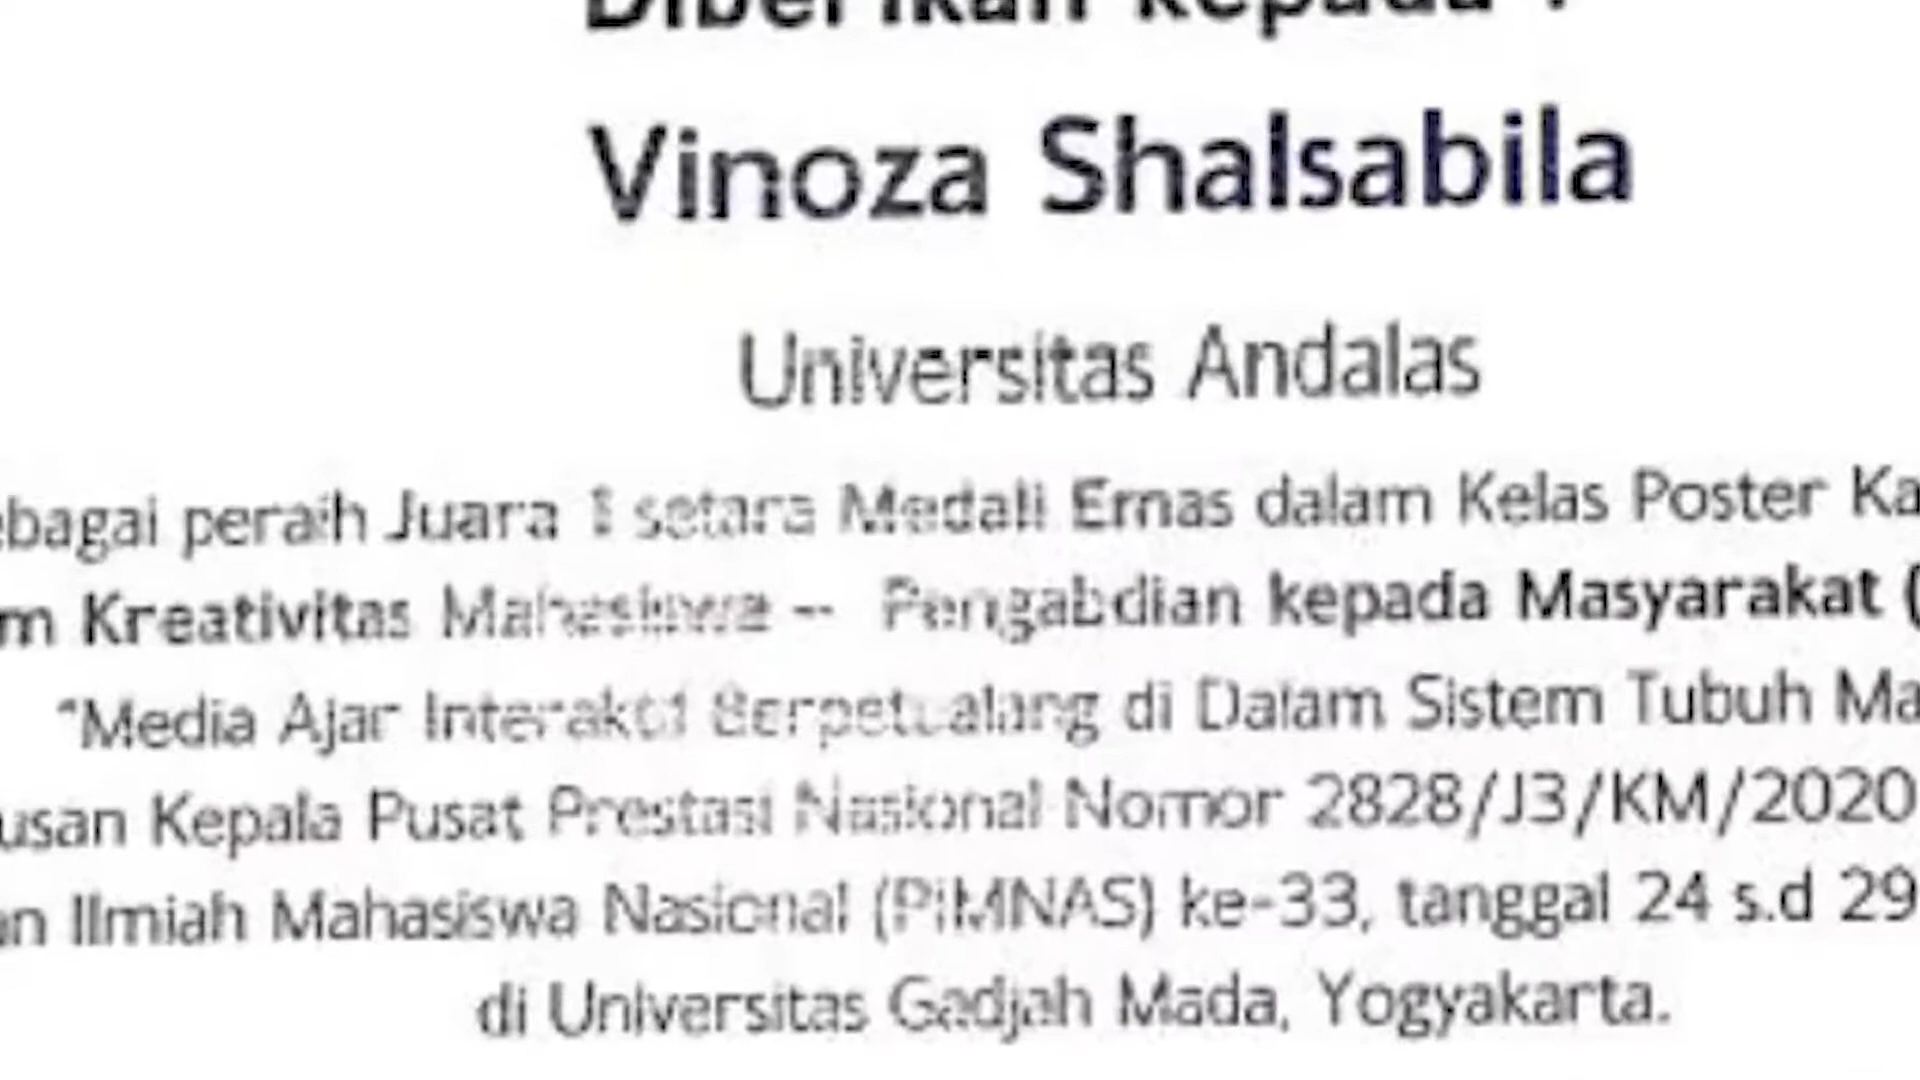 Diberikan kepada :
Vinoza Shalsabila
Universitas Andalas
ebagai peraih Juara 1 setara Medali Emas dalam Kelas Poster Ka
m Kreativitas Mahasiswa – Pengabdian kepada Masyarakat (
"Media Ajar Interaktif Berpetualang di Dalam Sistem Tubuh Ma
usan Kepala Pusat Prestasi Nasional Nomor 2828/J3/KM/2020
an Ilmiah Mahasiswa Nasional (PIMNAS) ke-33, tanggal 24 s.d 29
di Universitas Gadjah Mada, Yogyakarta.